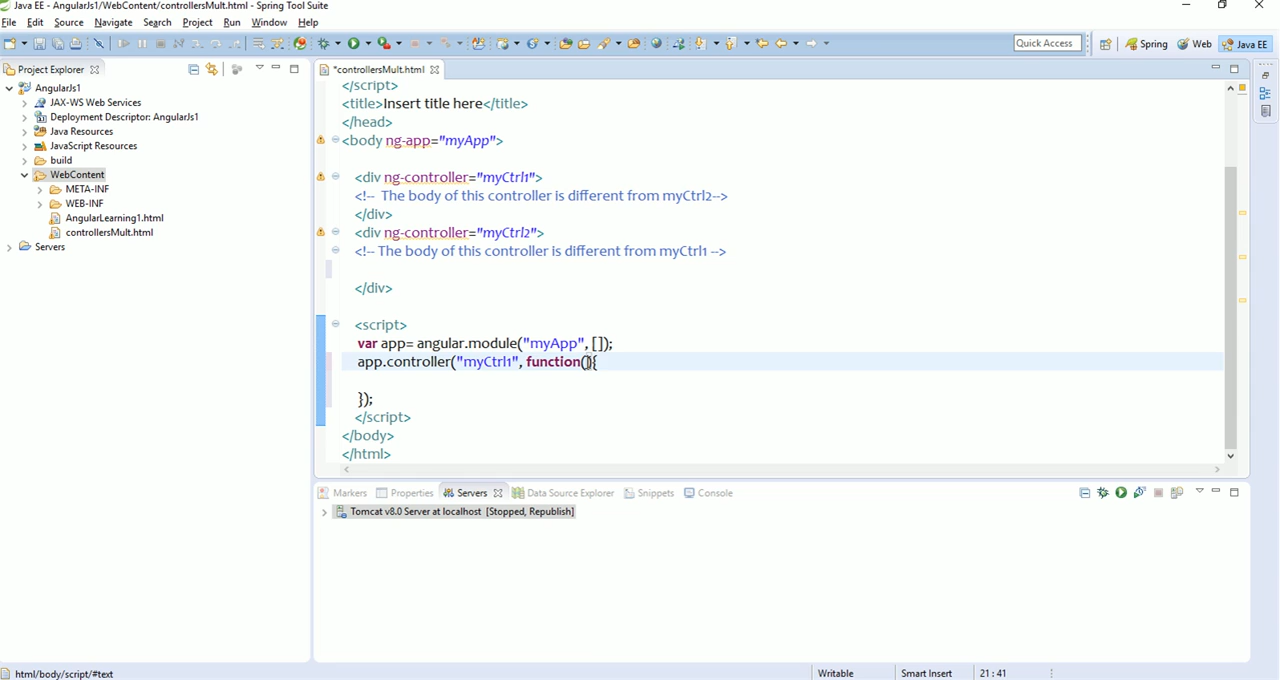 Java EE - AngularJs1/WebContent/controllersMult.html - Spring Tool Suite
File Edit Source Navigate Search Project Run Window Help
Quick Access
Spring
Web
Java EE
Project Explorer
*controllersMult.html
AngularJs1
JAX-WS Web Services
Deployment Descriptor: AngularJs1
Java Resources
JavaScript Resources
build
WebContent
META-INF
WEB-INF
AngularLearning1.html
controllersMult.html
Servers
</script>
<title>Insert title here</title>
</head>
<body ng-app="myApp">
<div ng-controller="myCtrl1">
<!-- The body of this controller is different from myCtrl2-->
</div>
<div ng-controller="myCtrl2">
<!-- The body of this controller is different from myCtrl1 -->
</div>
<script>
var app= angular.module("myApp", []);
app.controller("myCtrl1", function(){
});
</script>
</body>
</html>
Markers Properties Servers Data Source Explorer Snippets Console
Tomcat v8.0 Server at localhost [Stopped, Republish]
html/body/script/#text
Writable
Smart Insert
21 : 41